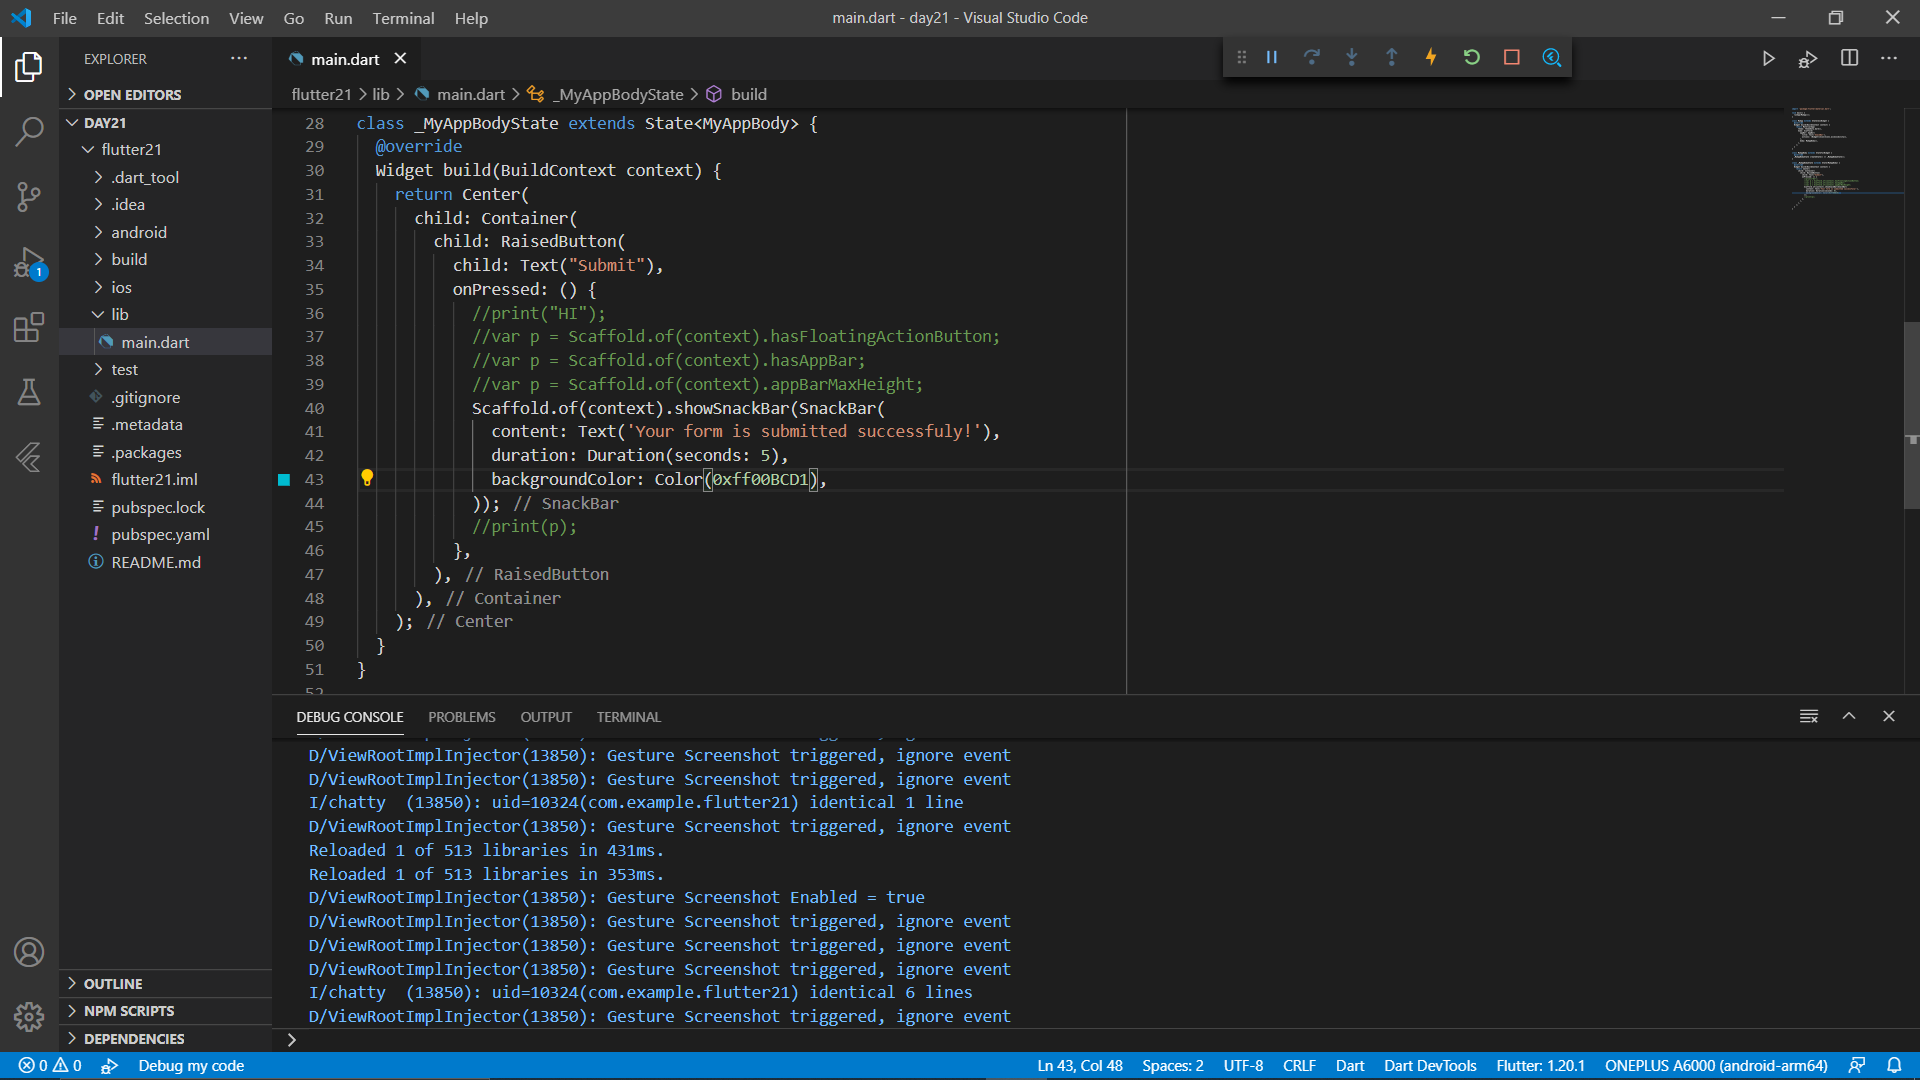 File Edit Selection View Go Run Terminal Help
main.dart - day21 - Visual Studio Code
EXPLORER
main.dart
OPEN EDITORS
flutter21 > lib > main.dart > _MyAppBodyState > build
DAY21
flutter21
.dart_tool
.idea
android
build
ios
lib
main.dart
test
.gitignore
.metadata
.packages
flutter21.iml
pubspec.lock
pubspec.yaml
README.md
OUTLINE
NPM SCRIPTS
DEPENDENCIES
1
28 class _MyAppBodyState extends State<MyAppBody> {
29 @override
30 Widget build(BuildContext context) {
31 return Center(
32 child: Container(
33 child: RaisedButton(
34 child: Text("Submit"),
35 onPressed: () {
36 //print("HI");
37 //var p = Scaffold.of(context).hasFloatingActionButton;
38 //var p = Scaffold.of(context).hasAppBar;
39 //var p = Scaffold.of(context).appBarMaxHeight;
40 Scaffold.of(context).showSnackBar(SnackBar(
41 content: Text('Your form is submitted successfuly!'),
42 duration: Duration(seconds: 5),
43 backgroundColor: Color(0xff00BCD1),
44 )); // SnackBar
45 //print(p);
46 },
47 ), // RaisedButton
48 ), // Container
49 ); // Center
50 }
51 }
52
DEBUG CONSOLE PROBLEMS OUTPUT TERMINAL
D/ViewRootImplInjector(13850): Gesture Screenshot triggered, ignore event
D/ViewRootImplInjector(13850): Gesture Screenshot triggered, ignore event
I/chatty (13850): uid=10324(com.example.flutter21) identical 1 line
D/ViewRootImplInjector(13850): Gesture Screenshot triggered, ignore event
Reloaded 1 of 513 libraries in 431ms.
Reloaded 1 of 513 libraries in 353ms.
D/ViewRootImplInjector(13850): Gesture Screenshot Enabled = true
D/ViewRootImplInjector(13850): Gesture Screenshot triggered, ignore event
D/ViewRootImplInjector(13850): Gesture Screenshot triggered, ignore event
D/ViewRootImplInjector(13850): Gesture Screenshot triggered, ignore event
I/chatty (13850): uid=10324(com.example.flutter21) identical 6 lines
D/ViewRootImplInjector(13850): Gesture Screenshot triggered, ignore event
0 0 Debug my code
Ln 43, Col 48 Spaces: 2 UTF-8 CRLF Dart Dart DevTools Flutter: 1.20.1 ONEPLUS A6000 (android-arm64)